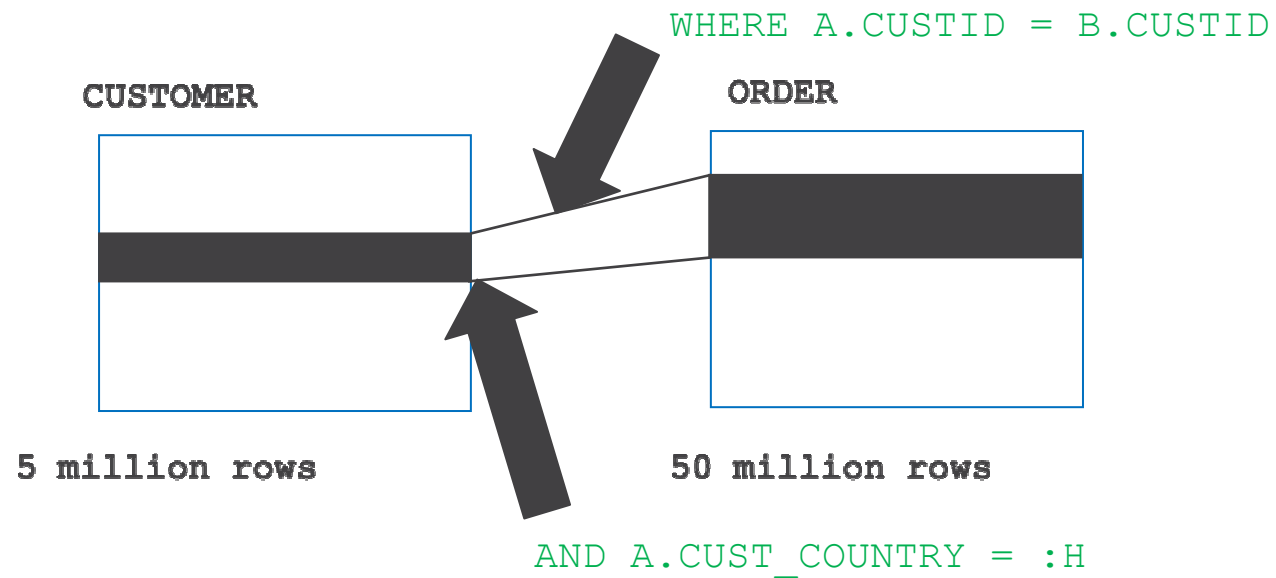 WHERE A.CUSTID = B.CUSTID
CUSTOMER
ORDER
5 million rows
50 million rows
AND A.CUST_COUNTRY = :H